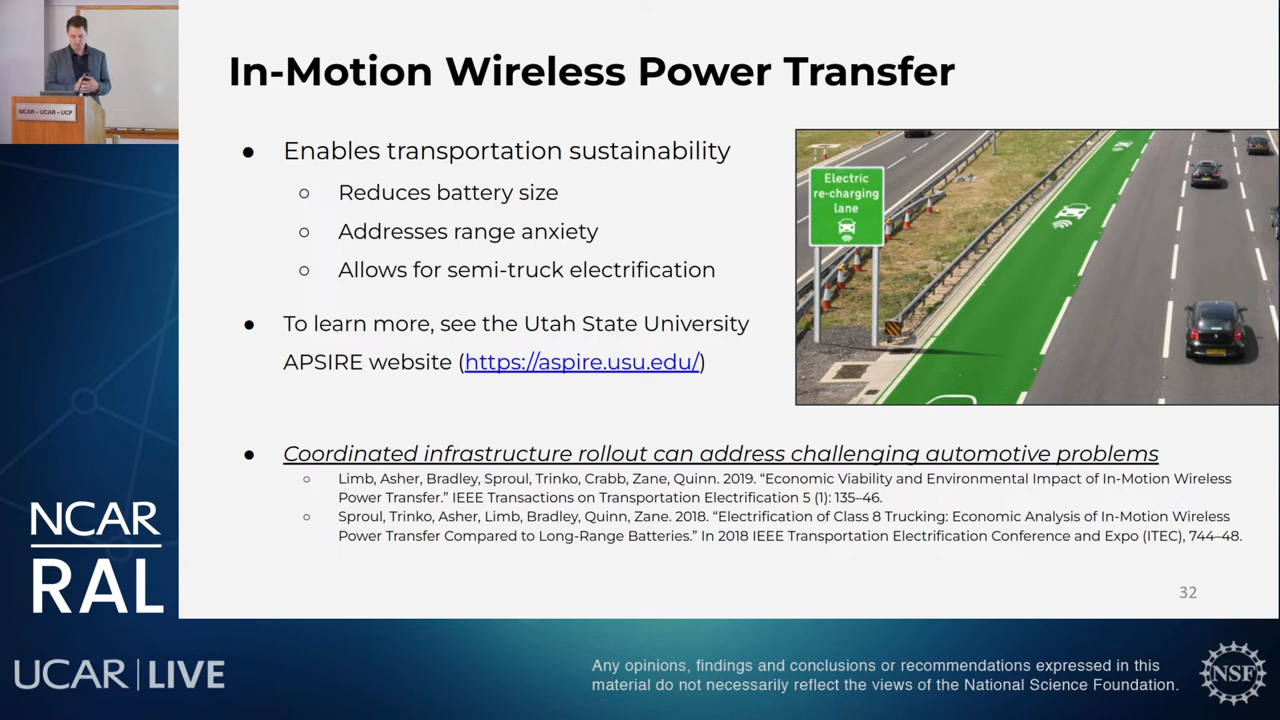 NCAR • UCAR • UCP
In-Motion Wireless Power Transfer
● Enables transportation sustainability
○ Reduces battery size
○ Addresses range anxiety
○ Allows for semi-truck electrification
● To learn more, see the Utah State University
APSIRE website (https://aspire.usu.edu/)
Electric
re-charging
lane
● Coordinated infrastructure rollout can address challenging automotive problems
○ Limb, Asher, Bradley, Sproul, Trinko, Crabb, Zane, Quinn. 2019. “Economic Viability and Environmental Impact of In-Motion Wireless
Power Transfer.” IEEE Transactions on Transportation Electrification 5 (1): 135–46.
○ Sproul, Trinko, Asher, Limb, Bradley, Quinn, Zane. 2018. “Electrification of Class 8 Trucking: Economic Analysis of In-Motion Wireless
Power Transfer Compared to Long-Range Batteries.” In 2018 IEEE Transportation Electrification Conference and Expo (ITEC), 744–48.
32
NCAR
RAL
UCAR | LIVE
Any opinions, findings and conclusions or recommendations expressed in this
material do not necessarily reflect the views of the National Science Foundation.
NSF